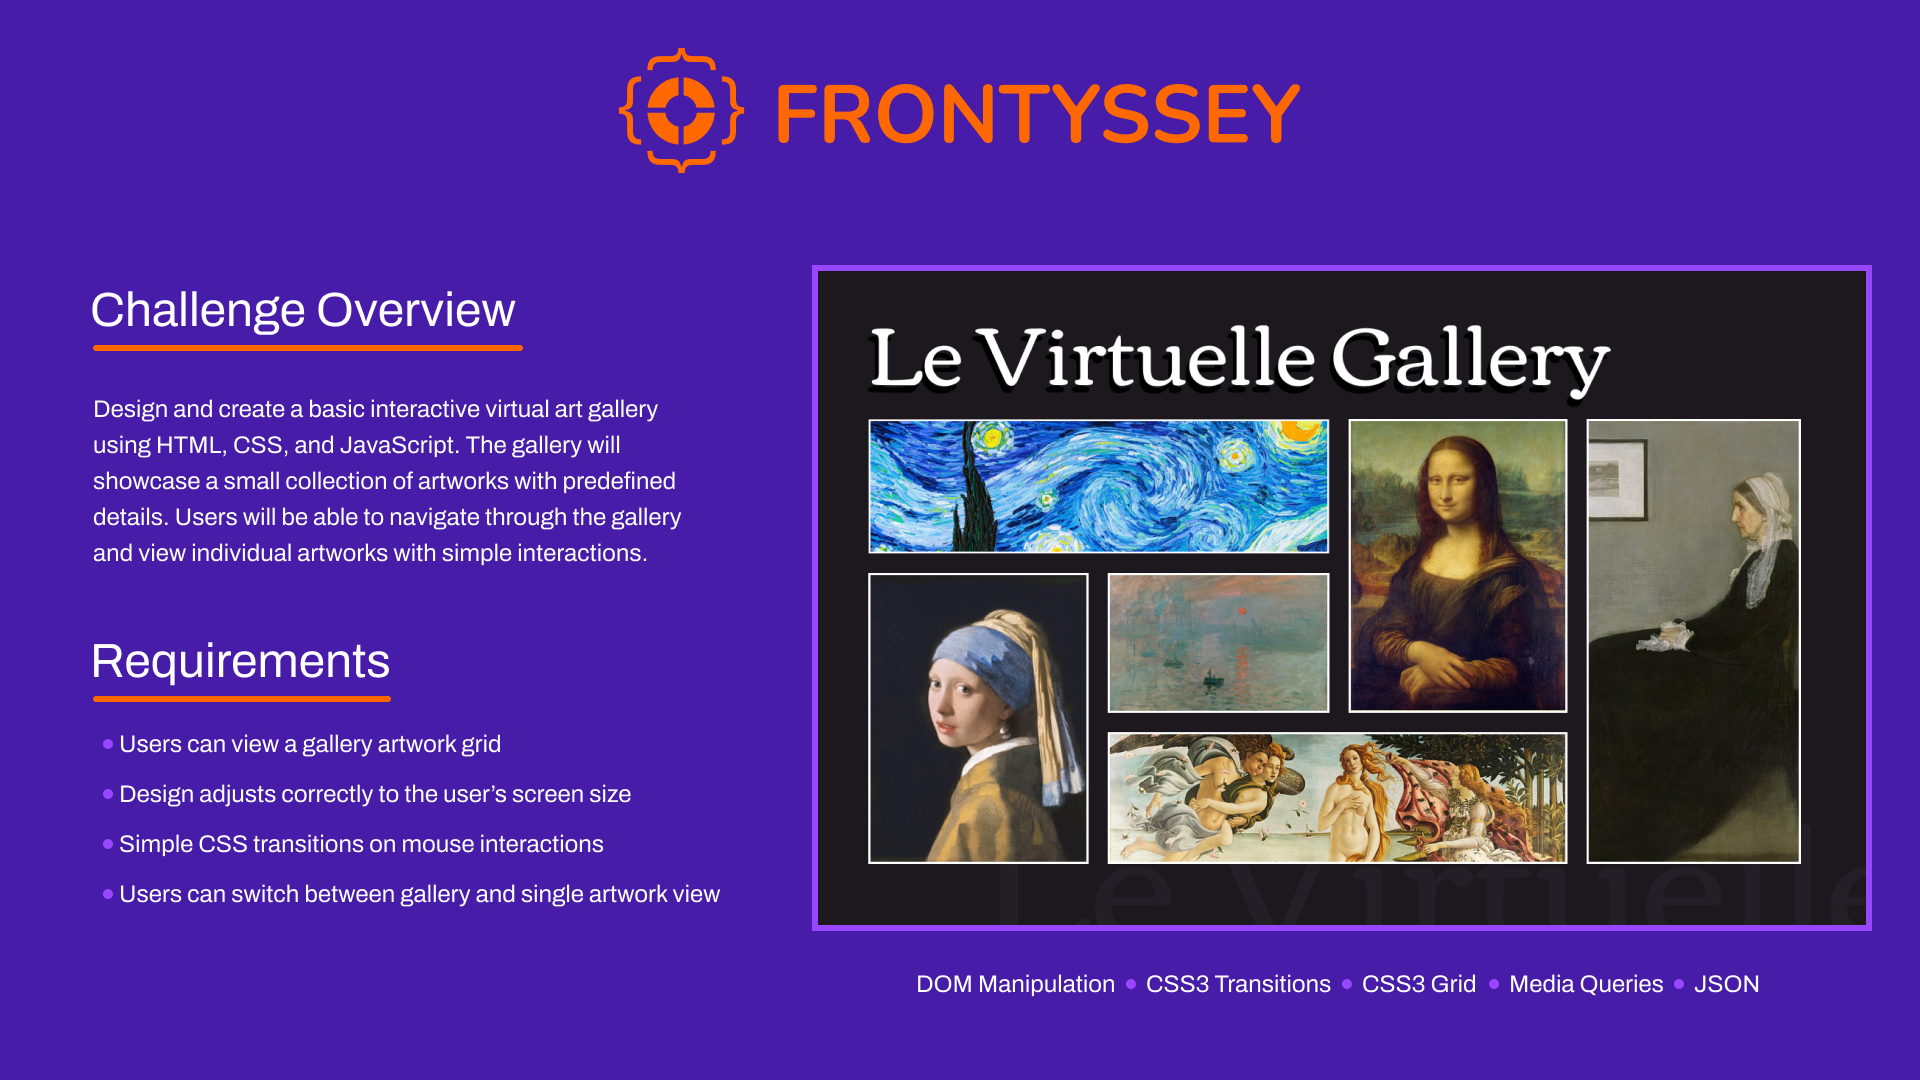 FRONTYSSEY
Challenge Overview
Design and create a basic interactive virtual art gallery
using HTML, CSS, and JavaScript. The gallery will
showcase a small collection of artworks with predefined
details. Users will be able to navigate through the gallery
and view individual artworks with simple interactions.
Requirements
Users can view a gallery artwork grid
Design adjusts correctly to the user’s screen size
Simple CSS transitions on mouse interactions
Users can switch between gallery and single artwork view
Le Virtuelle Gallery
Le Virtuelle
DOM Manipulation • CSS3 Transitions • CSS3 Grid • Media Queries • JSON